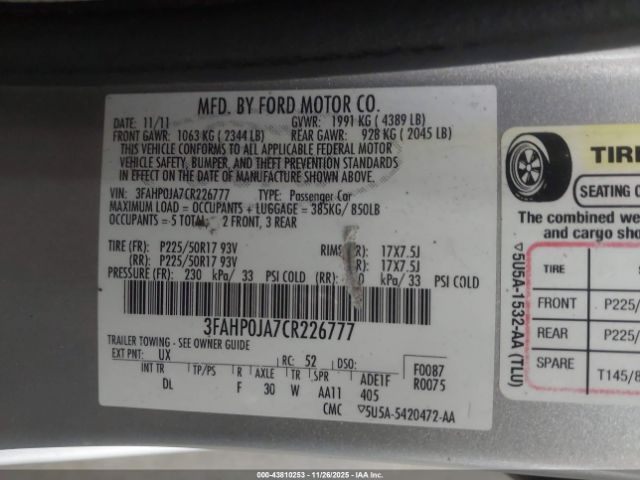 MFD. BY FORD MOTOR CO.
DATE: 11/11 GVWR: 1991 KG ( 4389 LB)
FRONT GAWR: 1063 KG ( 2344 LB) REAR GAWR: 928 KG ( 2045 LB)
THIS VEHICLE CONFORMS TO ALL APPLICABLE FEDERAL MOTOR
VEHICLE SAFETY, BUMPER, AND THEFT PREVENTION STANDARDS
IN EFFECT ON THE DATE OF MANUFACTURE SHOWN ABOVE.
VIN: 3FAHP0JA7CR226777 TYPE: Passenger Car
MAXIMUM LOAD = OCCUPANTS + LUGGAGE = 385KG/ 850LB
OCCUPANTS = 5 TOTAL, 2 FRONT, 3 REAR
TIRE (FR): P225/50R17 93V RIMS 17X7.5J
(RR): P225/50R17 93V R): 17X7.5J
PRESSURE (FR): 230 kPa/ 33 PSI COLD (RR): 0 kPa/ 33 PSI COLD
3FAHP0JA7CR226777
TRAILER TOWING - SEE OWNER GUIDE
EXT PNT: UX RC: 52 DSO: F0087
INT TR TP/PS R AXLE TR SPR ADE1F R0075
DL F 30 W AA11 405
CMC ▽5U5A-5420472-AA
TIRE
SEATING
The combined
and cargo
TIRE
FRONT P225/
REAR P225/
SPARE T145/8
▽5U5A-1532-AA (TLU)
©-43810253 - 11/26/2025 - IAAI.COM